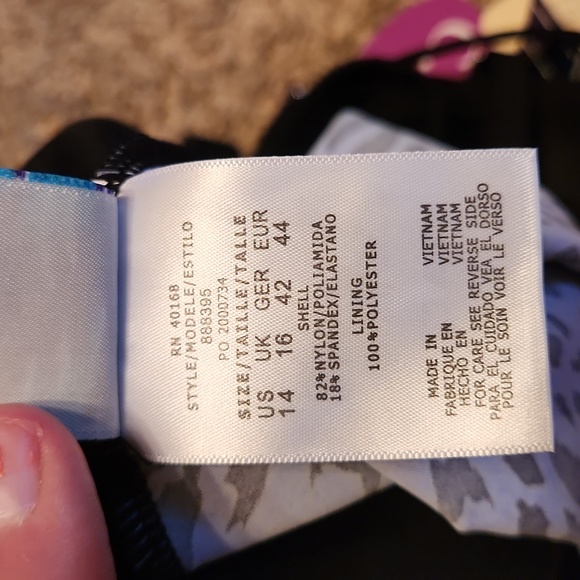 RN 40168
STYLE/MODELE/ESTILO
888395
PO 2000734
SIZE/TAILLE/TALLE
US UK GER EUR
14 16 42 44
SHELL
82%NYLON/POLIAMIDA
18%SPANDEX/ELASTANO
LINING
100%POLYESTER
MADE IN VIETNAM
FABRIQUE EN VIETNAM
HECHO EN VIETNAM
FOR CARE SEE REVERSE SIDE
PARA EL CUIDADO VEA EL DORSO
POUR LE SOIN VOIR LE VERSO